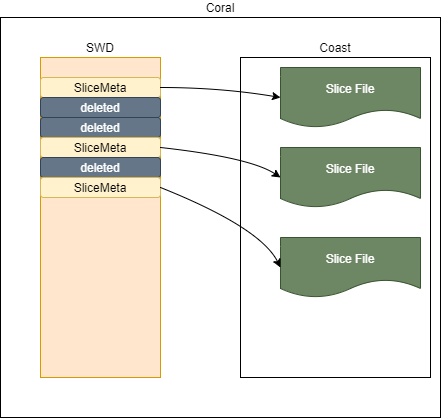 Coral
SWD
SliceMeta
deleted
deleted
SliceMeta
deleted
SliceMeta
Coast
Slice File
Slice File
Slice File